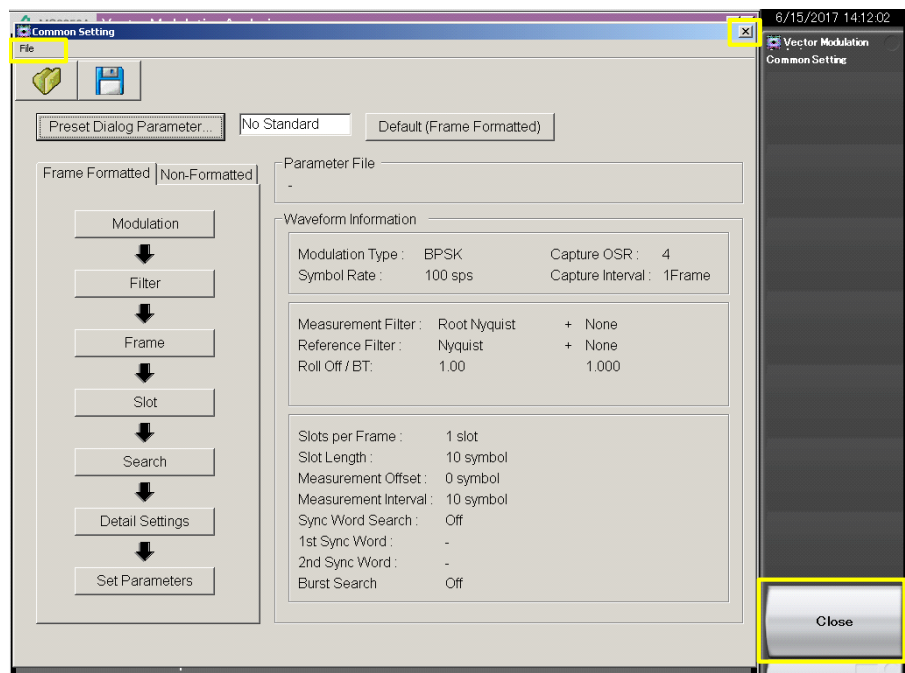 6/15/2017 14:12:02
Common Setting
File
Vector Modulation
Common Setting
Preset Dialog Parameter...
No Standard
Default (Frame Formatted)
Frame Formatted
Non-Formatted
Modulation
Filter
Frame
Slot
Search
Detail Settings
Set Parameters
Parameter File
-
Waveform Information
Modulation Type : BPSK Capture OSR : 4
Symbol Rate : 100 sps Capture Interval : 1Frame
Measurement Filter : Root Nyquist + None
Reference Filter : Nyquist + None
Roll Off / BT: 1.00 1.000
Slots per Frame : 1 slot
Slot Length : 10 symbol
Measurement Offset : 0 symbol
Measurement Interval : 10 symbol
Sync Word Search : Off
1st Sync Word : -
2nd Sync Word : -
Burst Search Off
Close